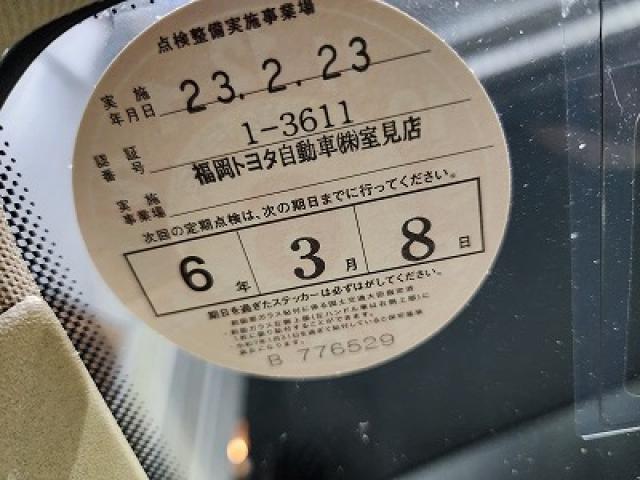 点検整備実施事業場
実施
年月日
23.2.23
認証
番号
1-3611
福岡トヨタ自動車㈱室見店
実施
事業場
次回の定期点検は、次の期日までに行ってください。
6年3月8日
期日を過ぎたステッカーは必ずはがしてください。
B 776529